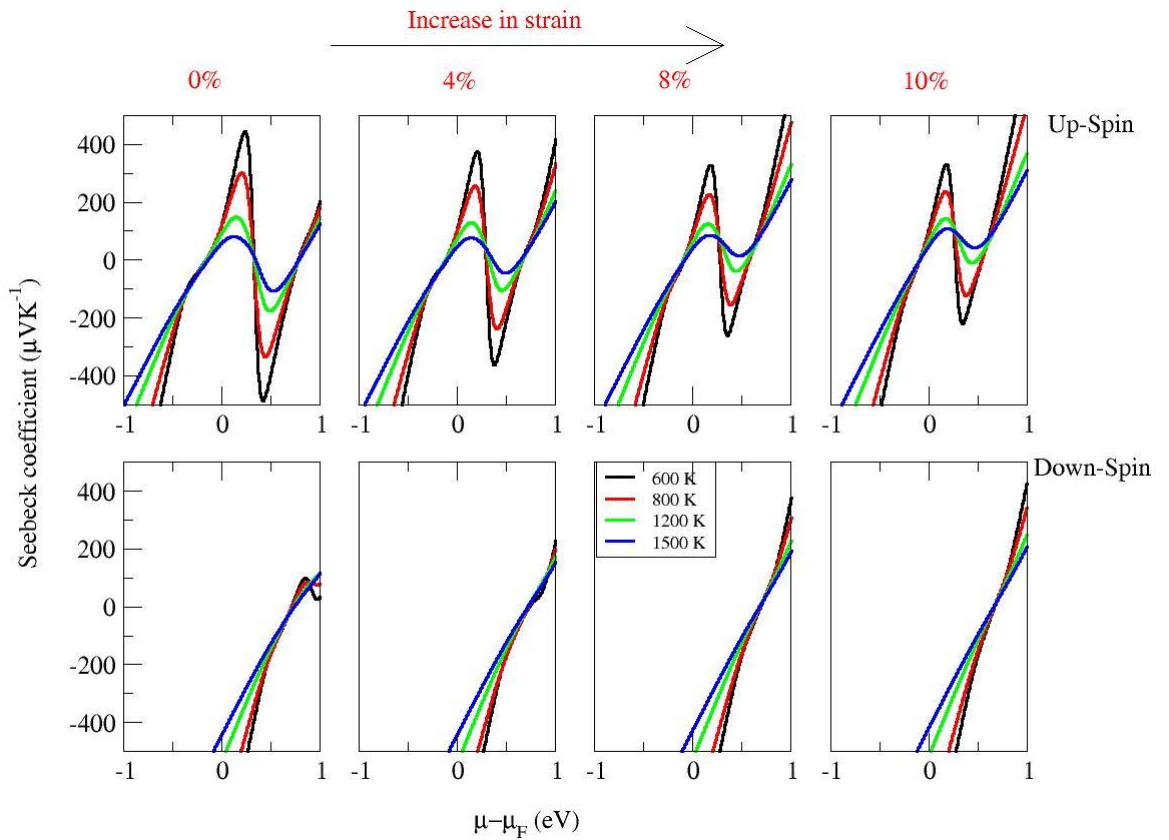 Increase in strain
0% 4% 8% 10%
Up-Spin
400
200
0
-200
-400
-1 0 1 -1 0 1 -1 0 1 -1 0 1
Down-Spin
400
200
0
-200
-400
600 K
800 K
1200 K
1500 K
-1 0 1 -1 0 1 -1 0 1 -1 0 1
Seebeck coefficient (μVK⁻¹)
μ−μ_F (eV)